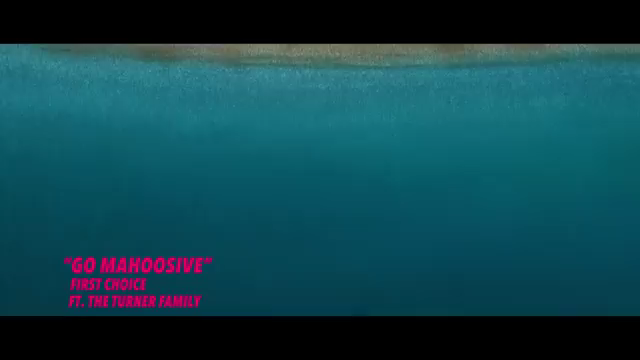 "GO MAHOOSIVE"
FIRST CHOICE
FT. THE TURNER FAMILY